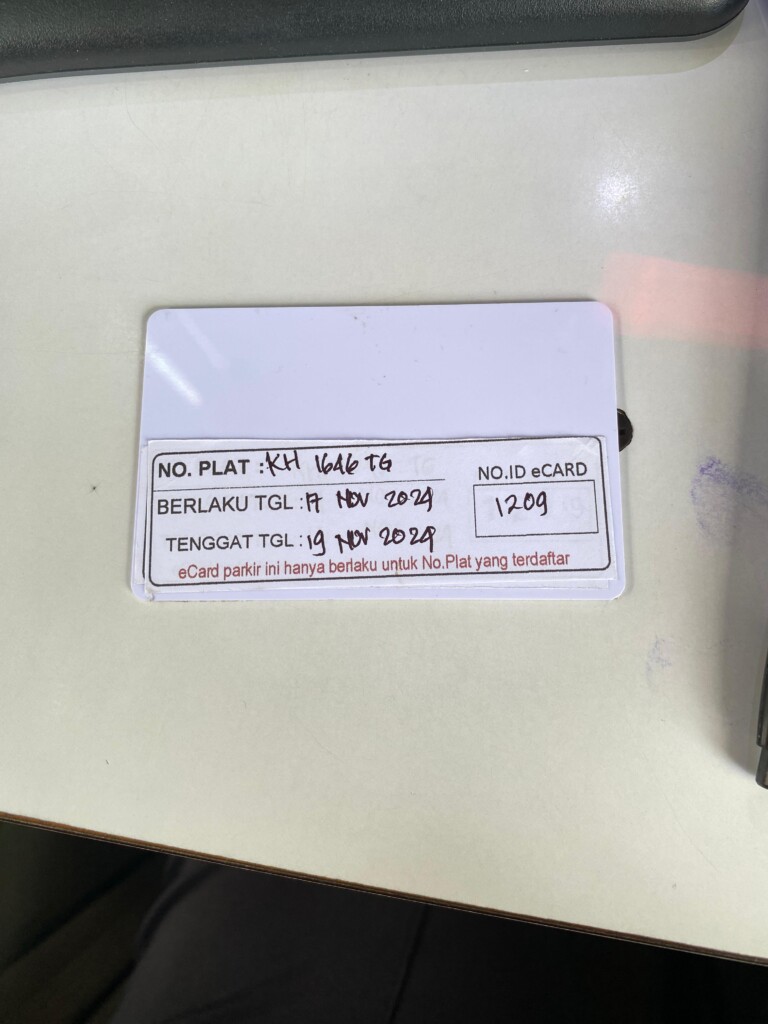 NO. PLAT : KH 1646 TG
NO.ID eCARD
BERLAKU TGL : 17 NOV 2024
1209
TENGGAT TGL : 19 NOV 2024
eCard parkir ini hanya berlaku untuk No.Plat yang terdaftar